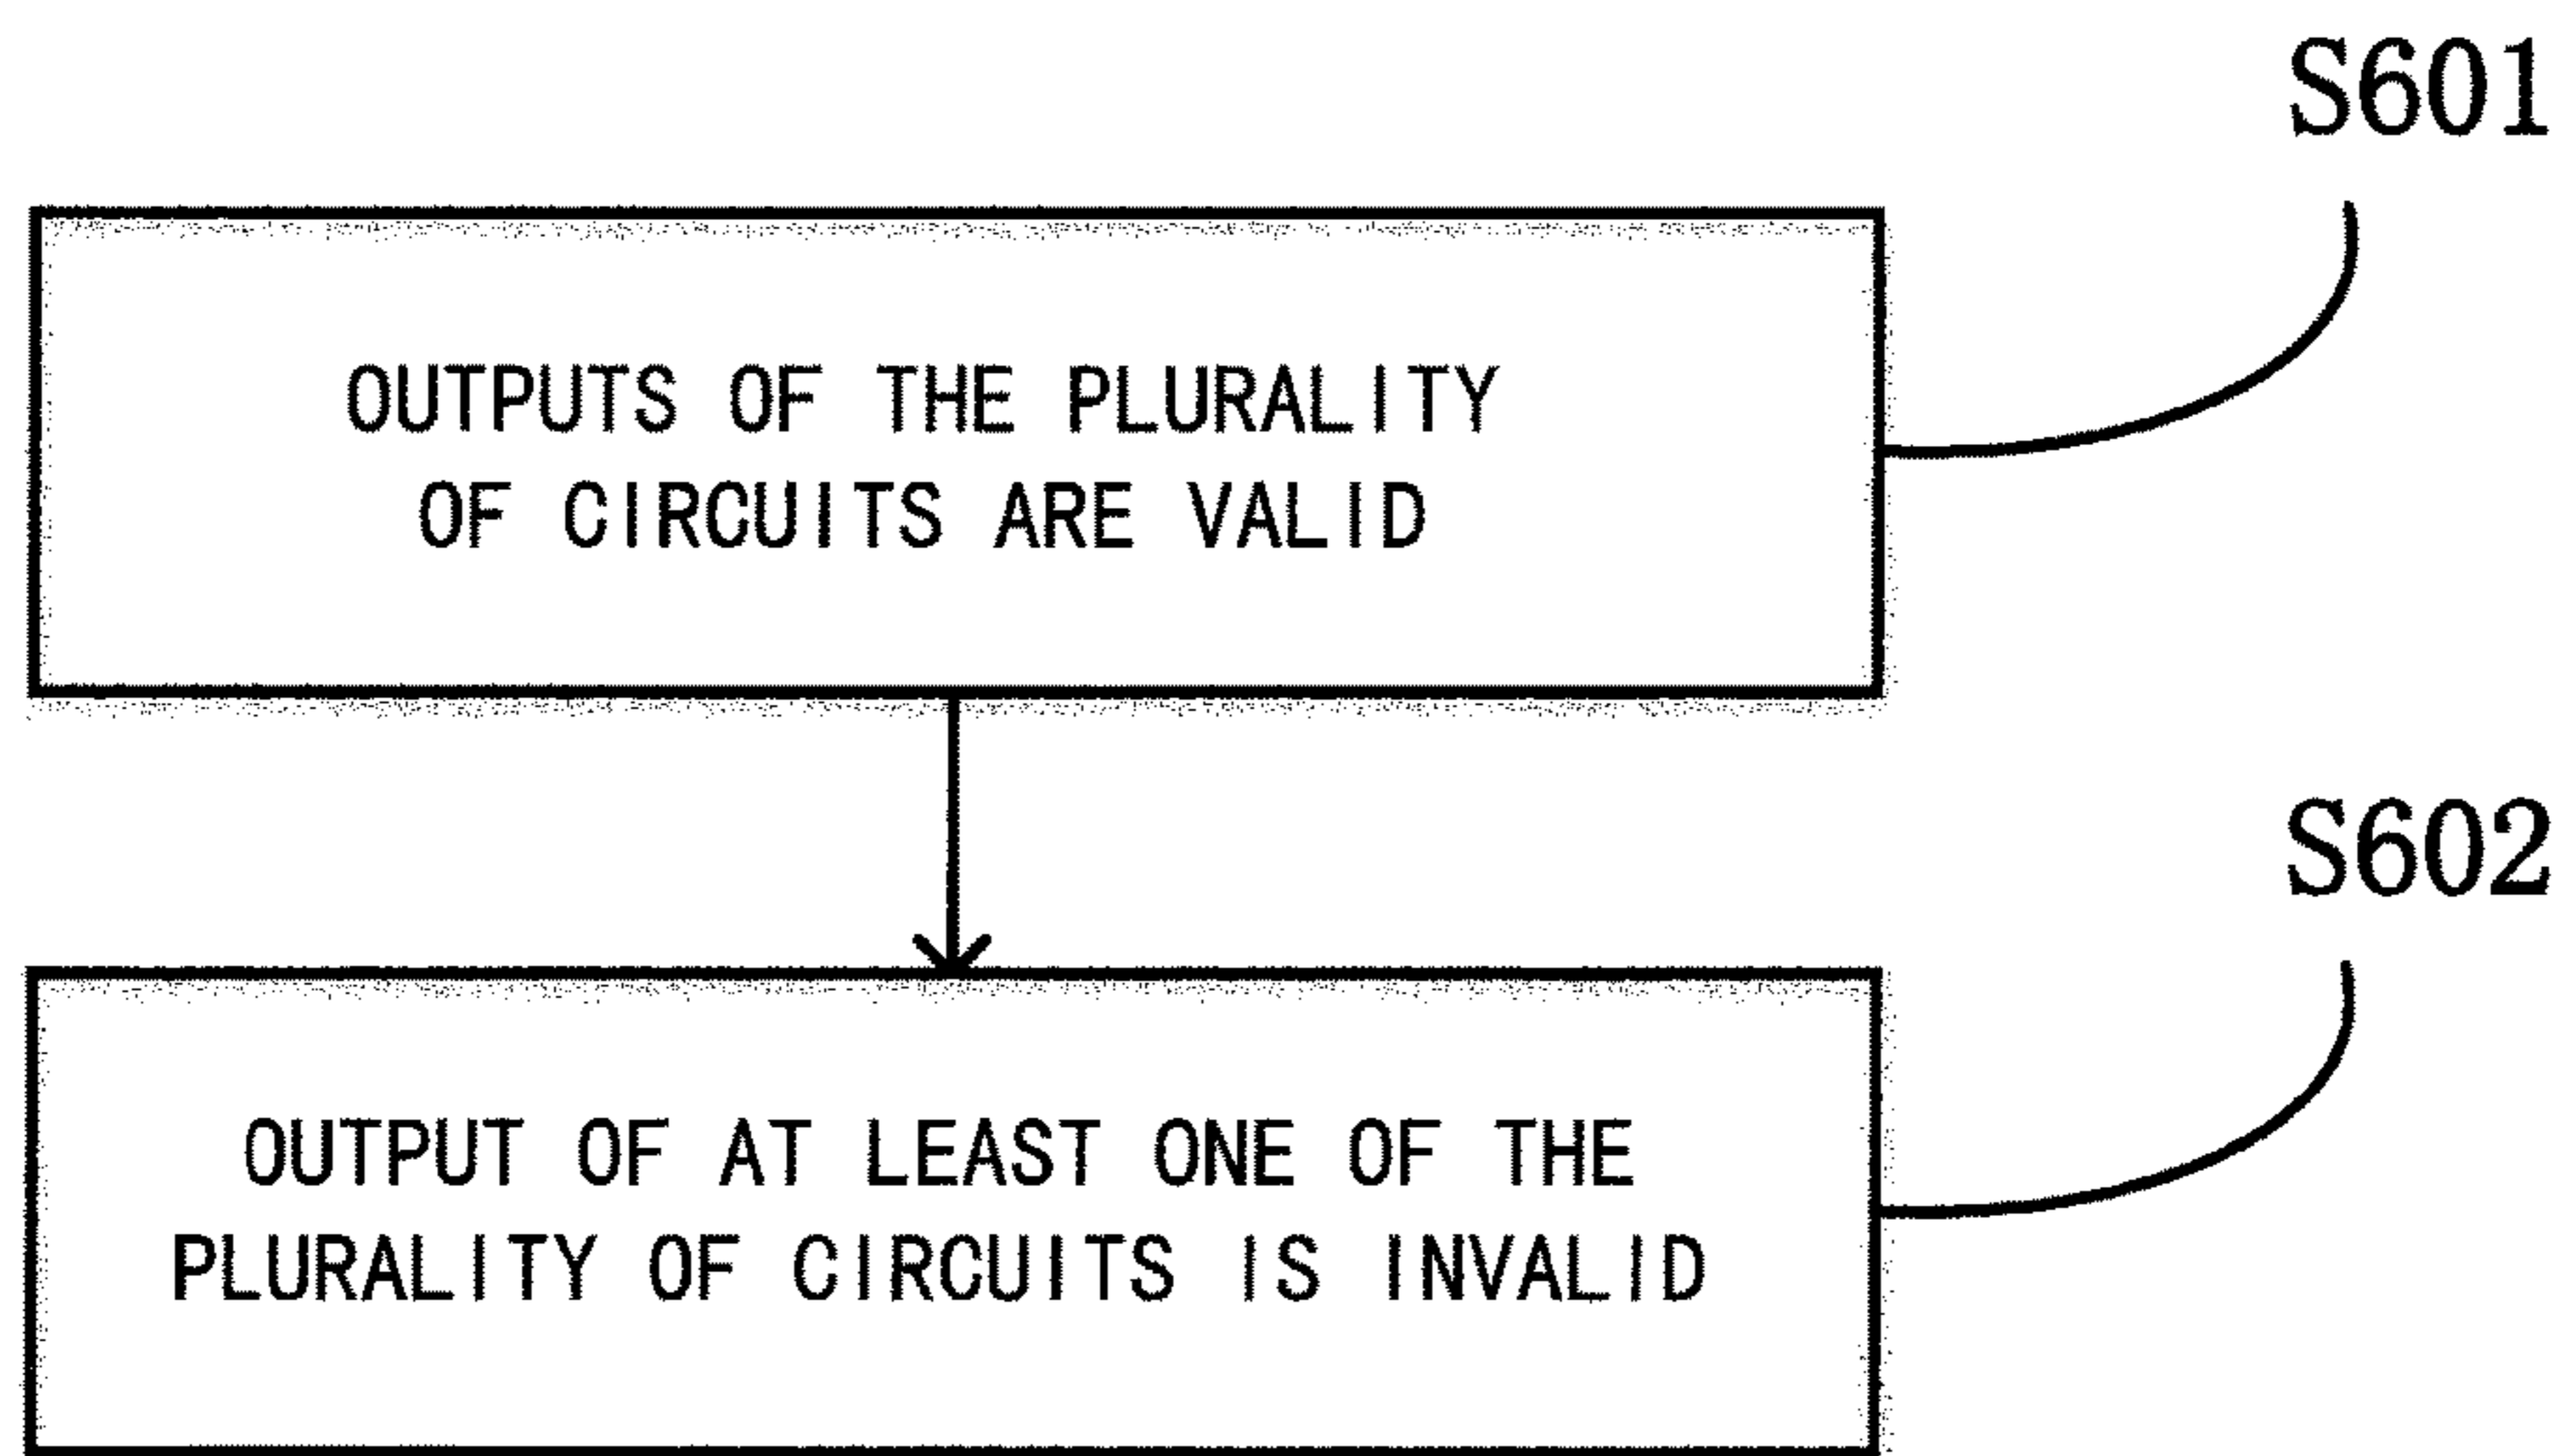 S601
OUTPUTS OF THE PLURALITY
OF CIRCUITS ARE VALID
S602
OUTPUT OF AT LEAST ONE OF THE
PLURALITY OF CIRCUITS IS INVALID